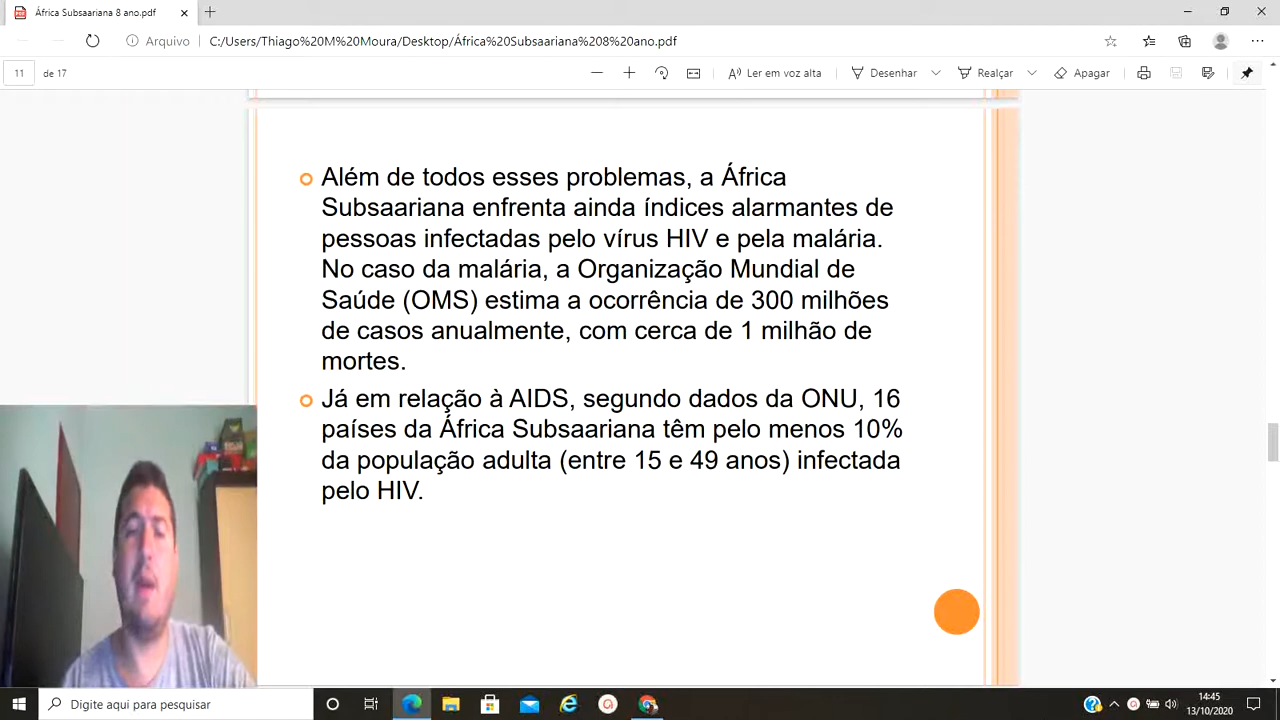 África Subsaariana 8 ano.pdf
Arquivo
C:/Users/Thiago%20M%20Moura/Desktop/África%20Subsaariana%208%20ano.pdf
11 de 17
Ler em voz alta
Desenhar
Realçar
Apagar
Além de todos esses problemas, a África
Subsaariana enfrenta ainda índices alarmantes de
pessoas infectadas pelo vírus HIV e pela malária.
No caso da malária, a Organização Mundial de
Saúde (OMS) estima a ocorrência de 300 milhões
de casos anualmente, com cerca de 1 milhão de
mortes.
Já em relação à AIDS, segundo dados da ONU, 16
países da África Subsaariana têm pelo menos 10%
da população adulta (entre 15 e 49 anos) infectada
pelo HIV.
Digite aqui para pesquisar
14:45
13/10/2020